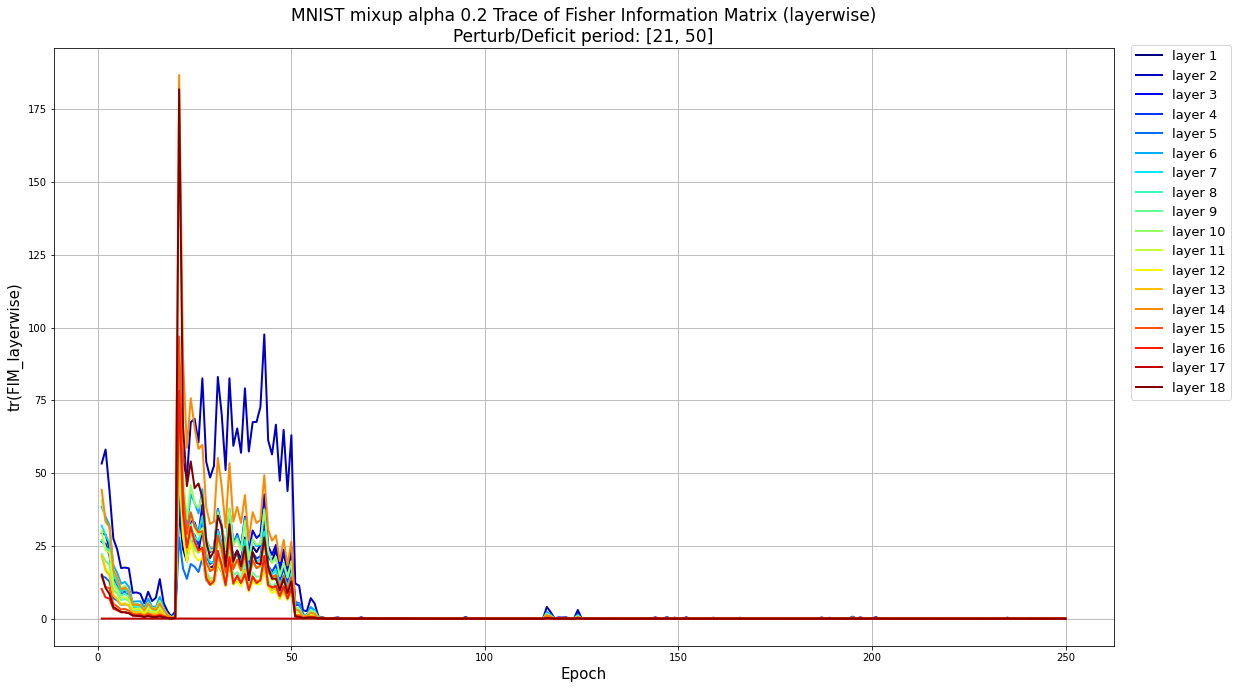 MNIST mixup alpha 0.2 Trace of Fisher Information Matrix (layerwise)
Perturb/Deficit period: [21, 50]
tr(FIM_layerwise)
175
150
125
100
75
50
25
0
0
50
100
150
200
250
Epoch
layer 1
layer 2
layer 3
layer 4
layer 5
layer 6
layer 7
layer 8
layer 9
layer 10
layer 11
layer 12
layer 13
layer 14
layer 15
layer 16
layer 17
layer 18